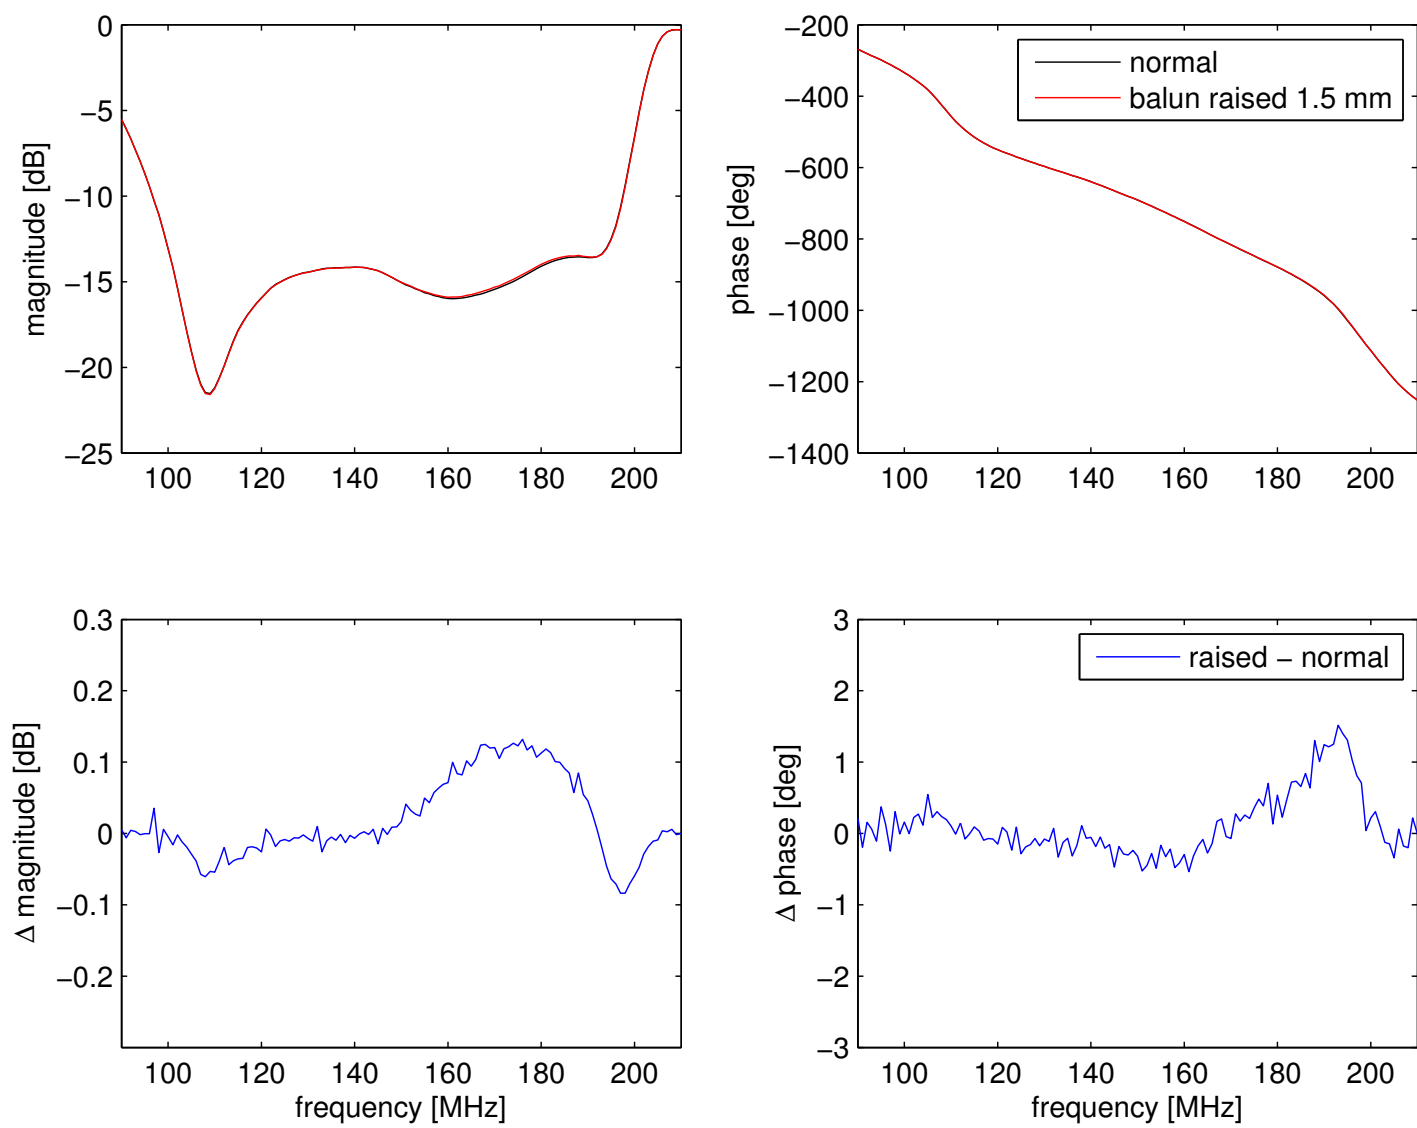 0
−5
−10
−15
−20
−25
magnitude [dB]
100 120 140 160 180 200
−200
−400
−600
−800
−1000
−1200
−1400
phase [deg]
normal
balun raised 1.5 mm
100 120 140 160 180 200
0.3
0.2
0.1
0
−0.1
−0.2
Δ magnitude [dB]
100 120 140 160 180 200
frequency [MHz]
3
2
1
0
−1
−2
−3
Δ phase [deg]
raised − normal
100 120 140 160 180 200
frequency [MHz]